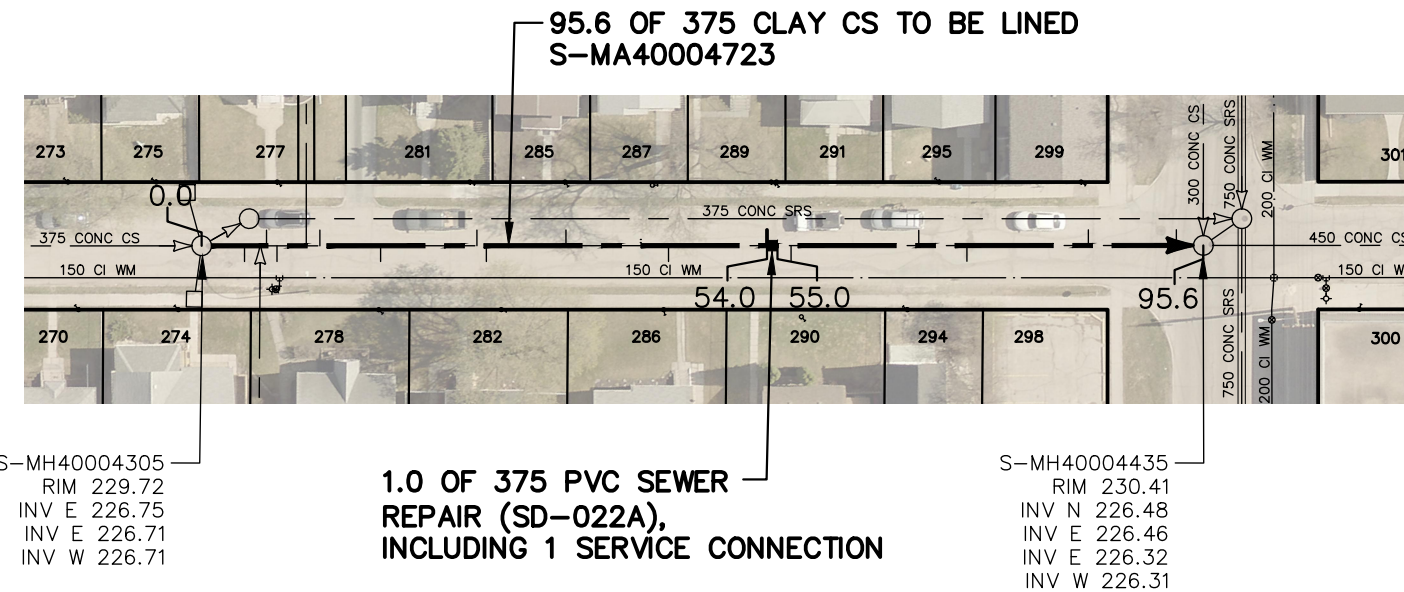 95.6 OF 375 CLAY CS TO BE LINED
S-MA40004723
273
275
277
281
285
287
289
291
295
299
300 CONC CS
750 CONC SRS
200 CI WM
0.0
375 CONC SRS
375 CONC CS
450 CONC CS
150 CI WM
150 CI WM
54.0
55.0
95.6
750 CONC SRS
200 CI WM
270
274
278
282
286
290
294
298
300
S-MH40004305
RIM 229.72
INV E 226.75
INV E 226.71
INV W 226.71
1.0 OF 375 PVC SEWER
REPAIR (SD-022A),
INCLUDING 1 SERVICE CONNECTION
S-MH40004435
RIM 230.41
INV N 226.48
INV E 226.46
INV E 226.32
INV W 226.31